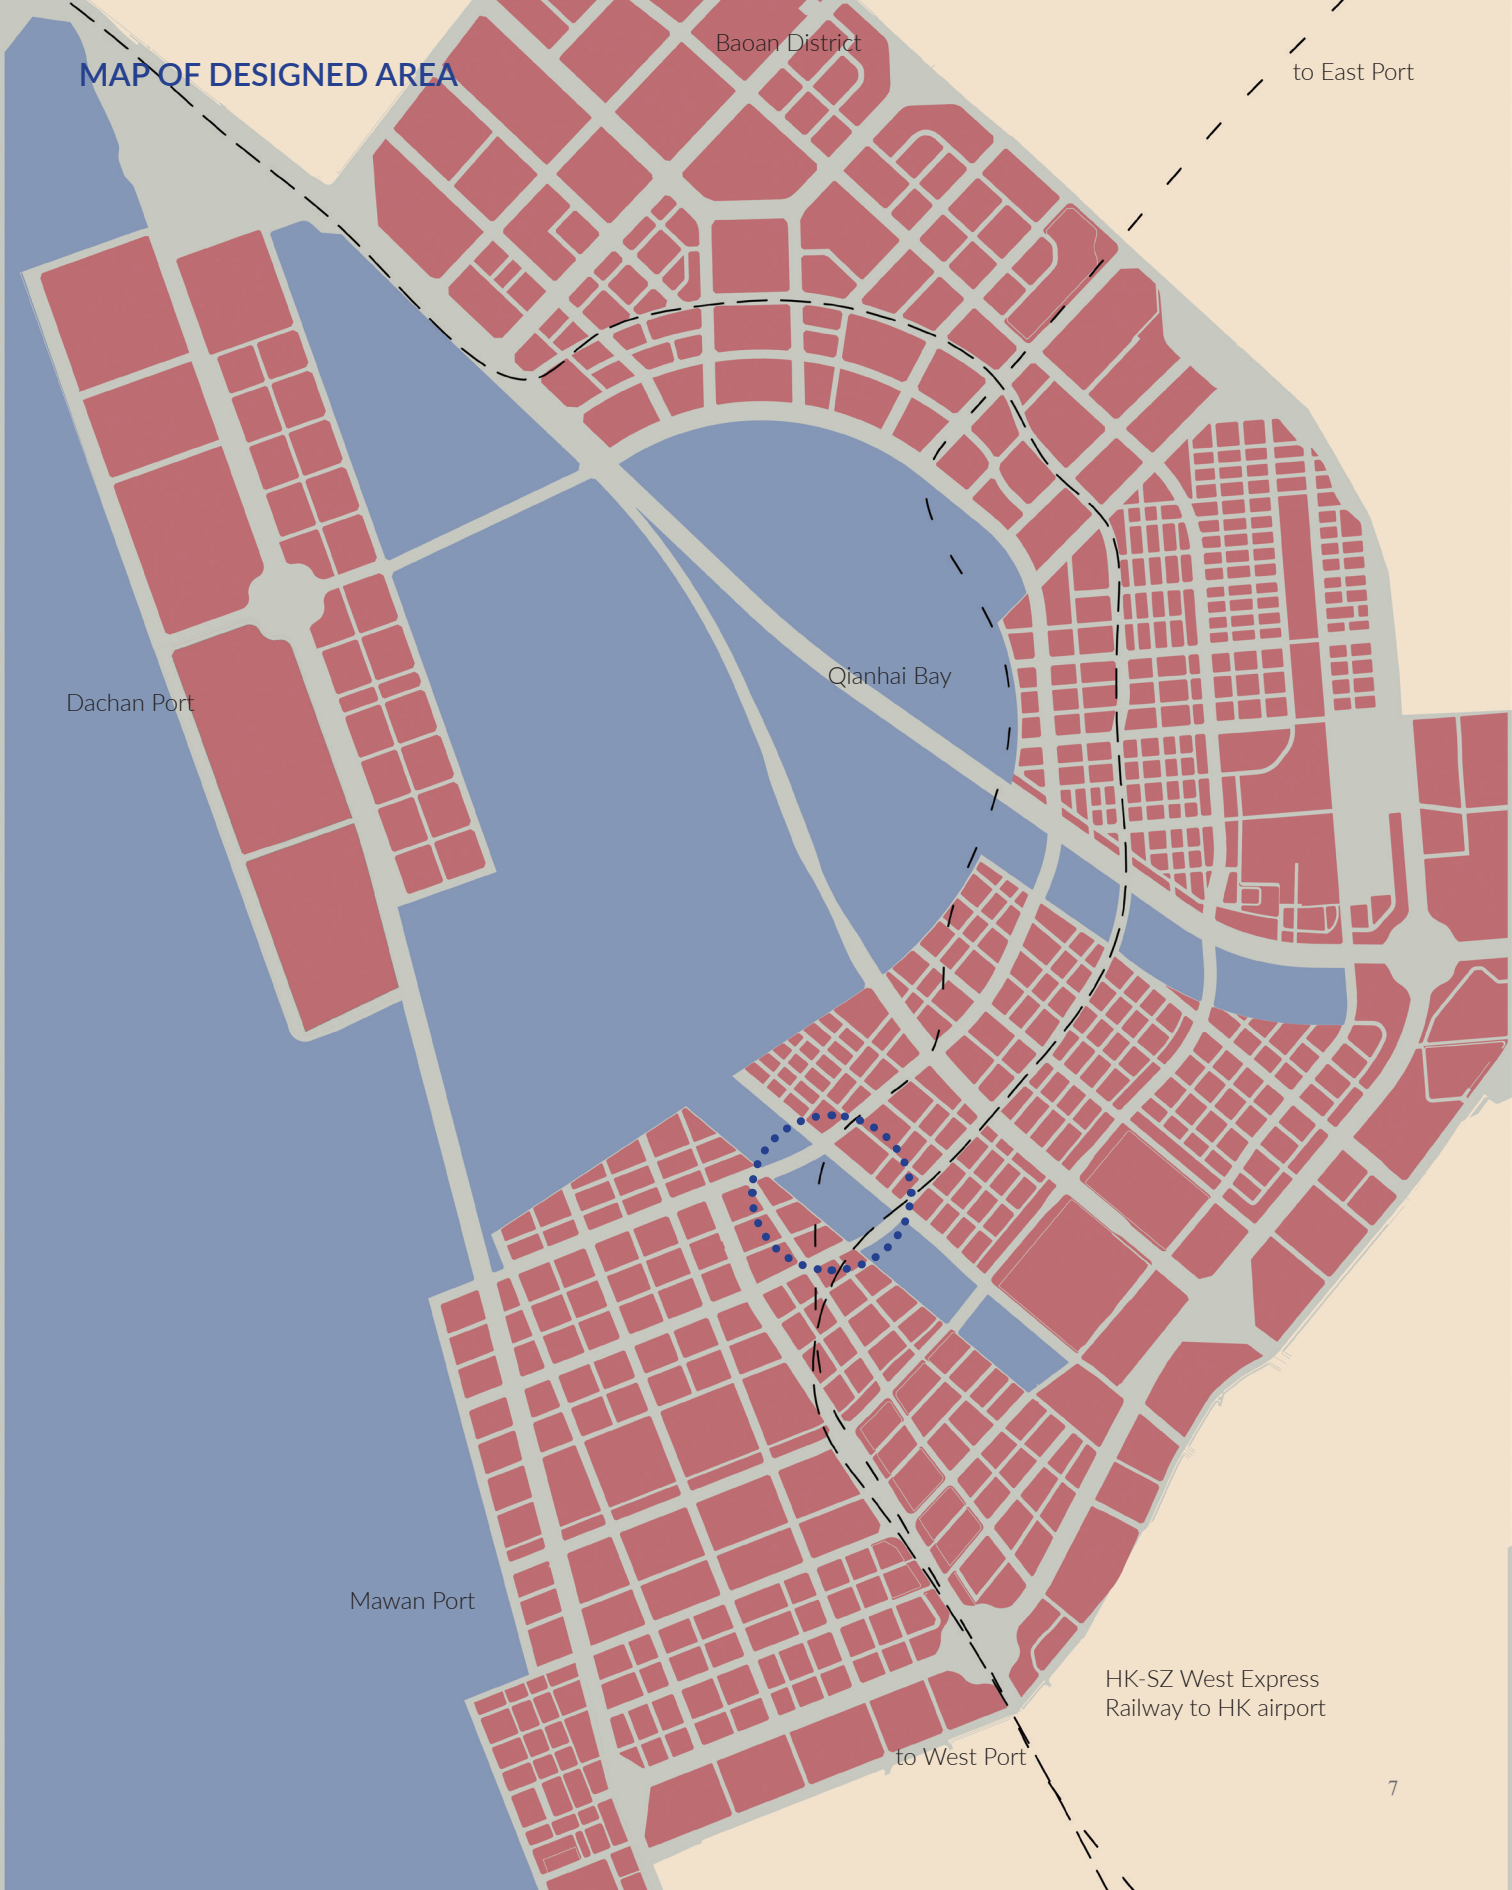 Baoan District
to East Port
MAP OF DESIGNED AREA
Qianhai Bay
Dachan Port
Mawan Port
HK-SZ West Express
Railway to HK airport
to West Port
7